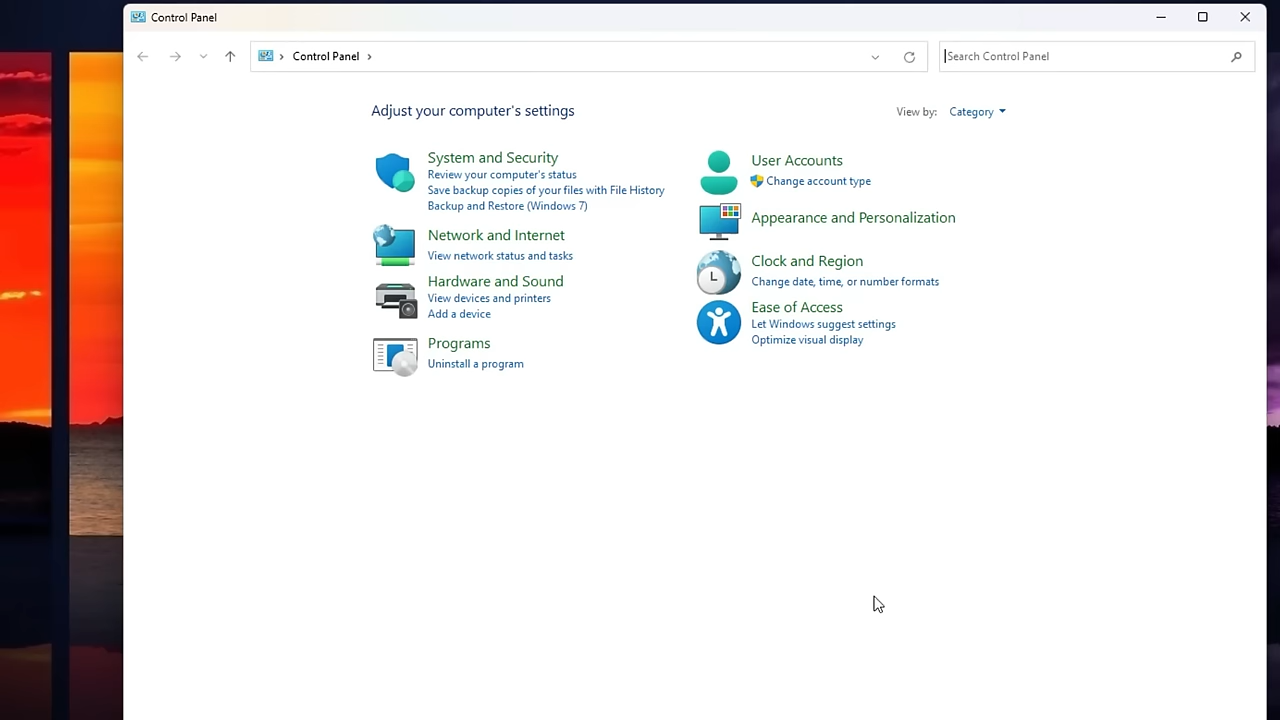 Control Panel
Control Panel
Search Control Panel
Adjust your computer's settings
View by: Category
System and Security
Review your computer's status
Save backup copies of your files with File History
Backup and Restore (Windows 7)
Network and Internet
View network status and tasks
Hardware and Sound
View devices and printers
Add a device
Programs
Uninstall a program
User Accounts
Change account type
Appearance and Personalization
Clock and Region
Change date, time, or number formats
Ease of Access
Let Windows suggest settings
Optimize visual display